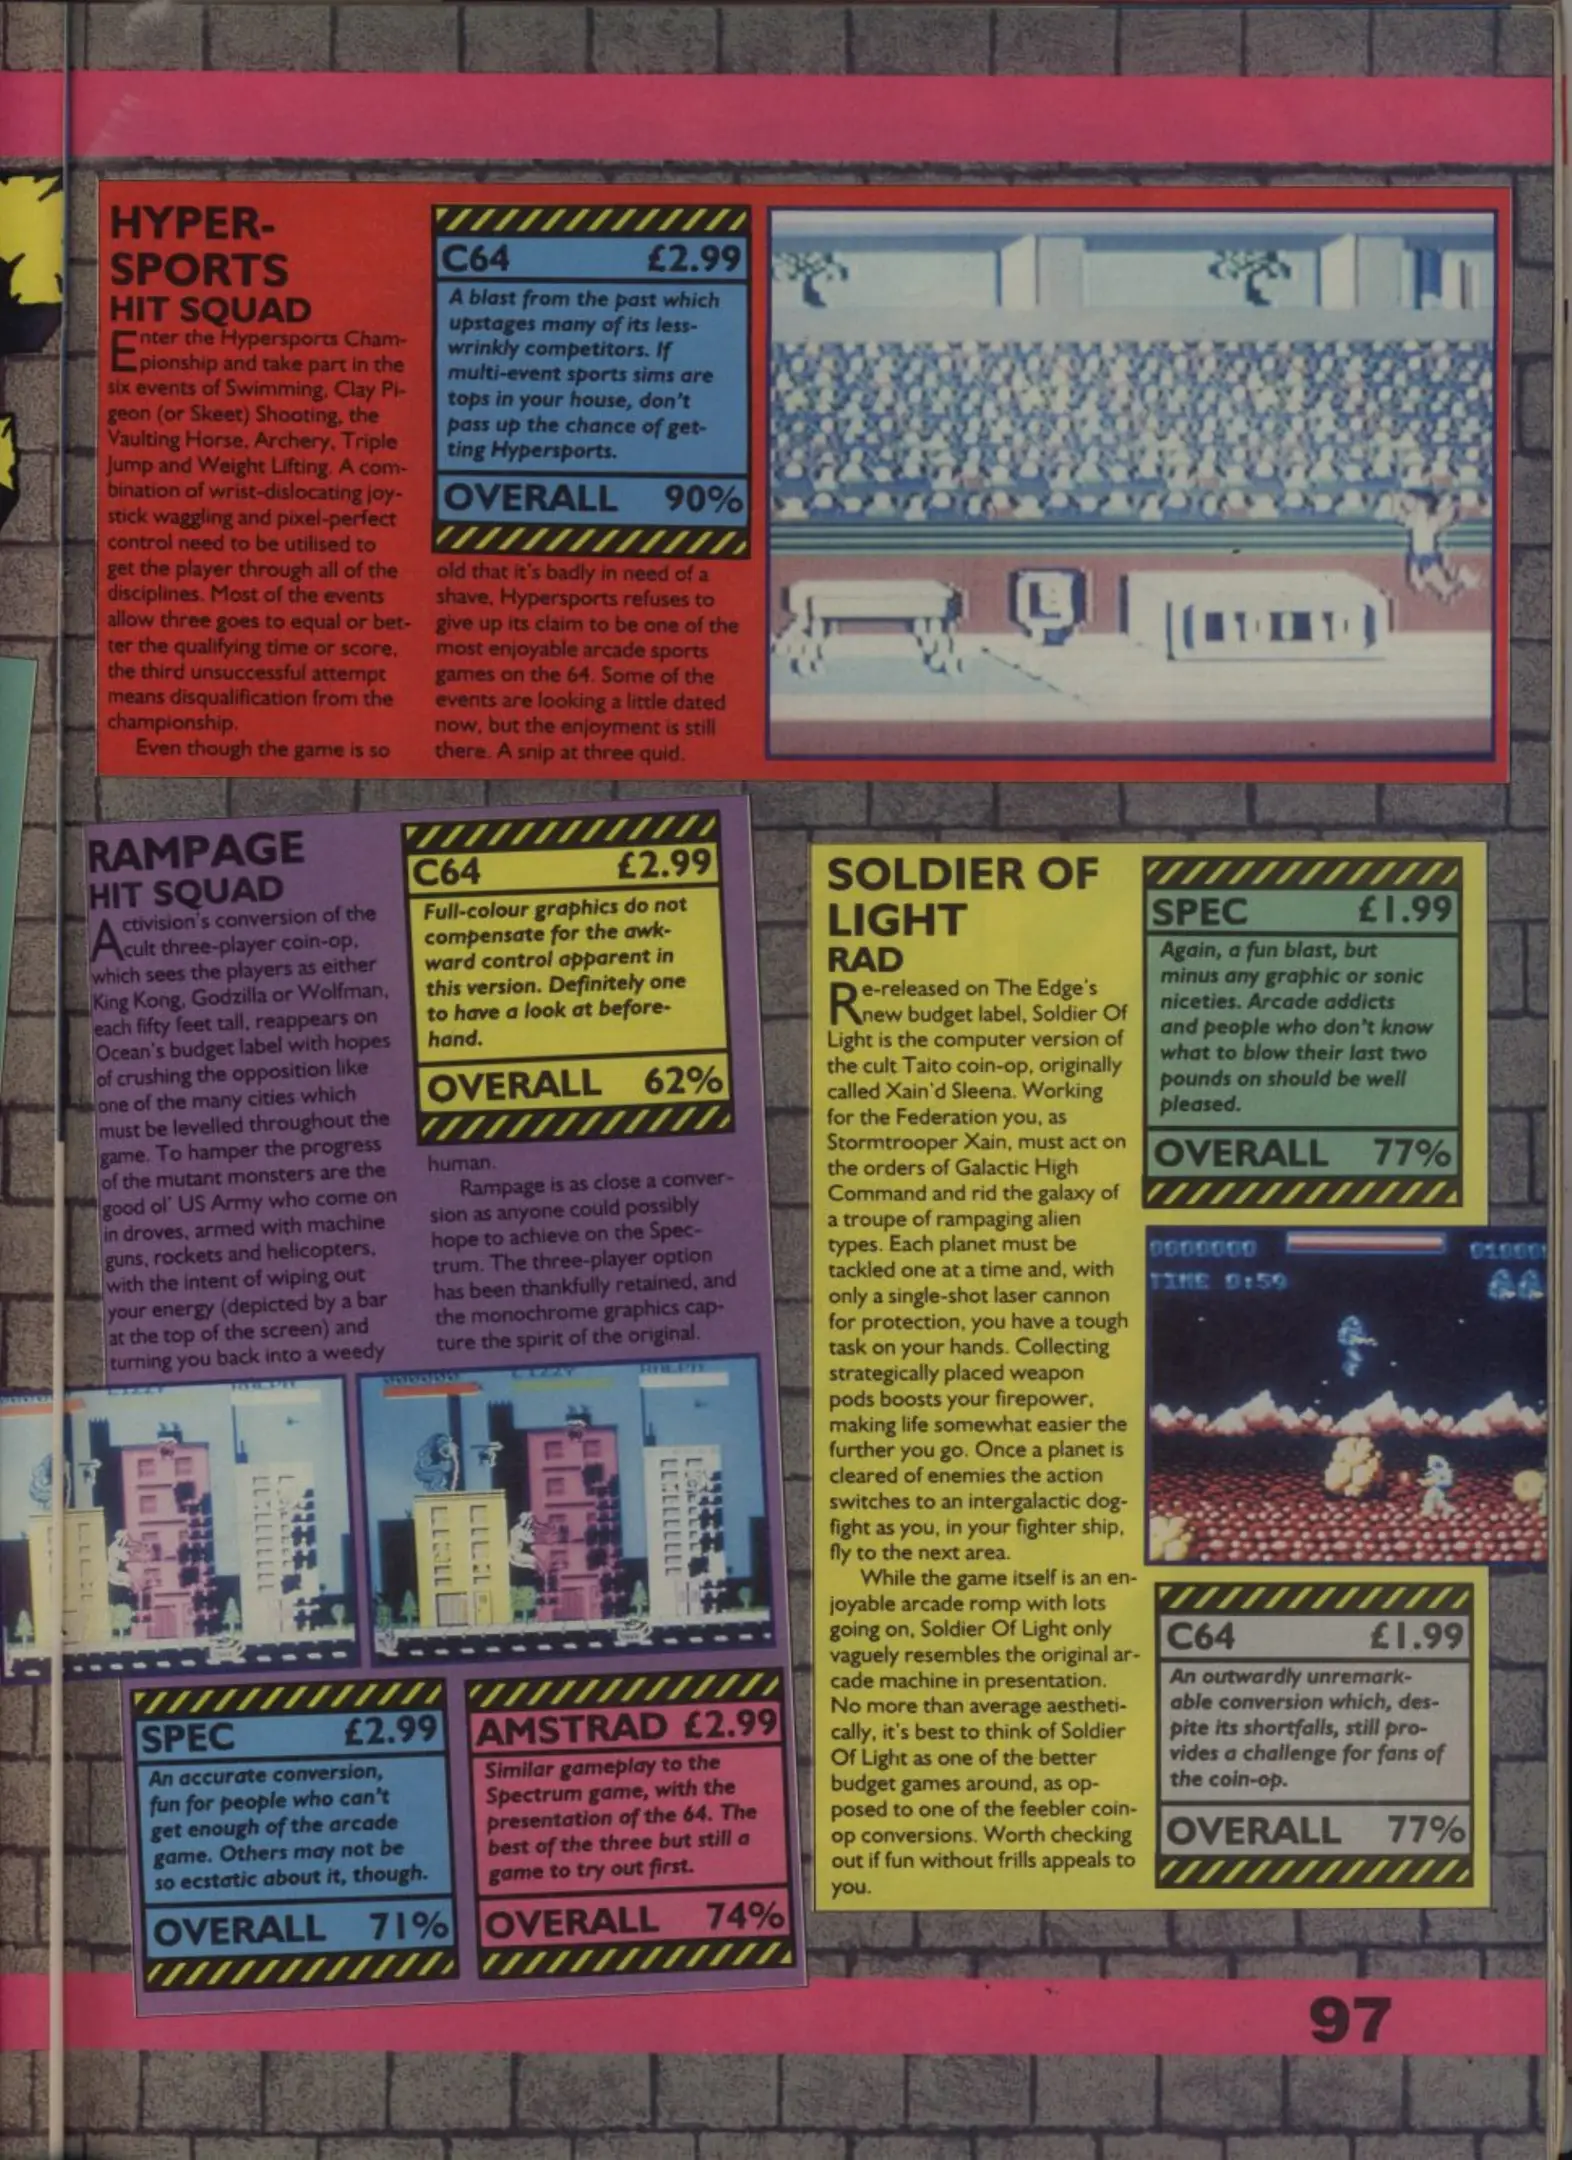 HYPER-
SPORTS
HIT SQUAD
Enter the Hypersports Cham-
pionship and take part in the
six events of Swimming, Clay Pi-
geon (or Skeet) Shooting, the
Vaulting Horse, Archery, Triple
Jump and Weight Lifting. A com-
bination of wrist-dislocating joy-
stick waggling and pixel-perfect
control need to be utilised to
get the player through all of the
disciplines. Most of the events
allow three goes to equal or bet-
ter the qualifying time or score,
the third unsuccessful attempt
means disqualification from the
championship.
Even though the game is so
C64 £2.99
A blast from the past which
upstages many of its less-
wrinkly competitors. If
multi-event sports sims are
tops in your house, don't
pass up the chance of get-
ting Hypersports.
OVERALL 90%
old that it's badly in need of a
shave, Hypersports refuses to
give up its claim to be one of the
most enjoyable arcade sports
games on the 64. Some of the
events are looking a little dated
now, but the enjoyment is still
there. A snip at three quid.
RAMPAGE
HIT SQUAD
Activision's conversion of the
cult three-player coin-op,
which sees the players as either
King Kong, Godzilla or Wolfman,
each fifty feet tall, reappears on
Ocean's budget label with hopes
of crushing the opposition like
one of the many cities which
must be levelled throughout the
game. To hamper the progress
of the mutant monsters are the
good ol' US Army who come on
in droves, armed with machine
guns, rockets and helicopters,
with the intent of wiping out
your energy (depicted by a bar
at the top of the screen) and
turning you back into a weedy
C64 £2.99
Full-colour graphics do not
compensate for the awk-
ward control apparent in
this version. Definitely one
to have a look at before-
hand.
OVERALL 62%
human.
Rampage is as close a conver-
sion as anyone could possibly
hope to achieve on the Spec-
trum. The three-player option
has been thankfully retained, and
the monochrome graphics cap-
ture the spirit of the original.
LIZZY RALPH
LIZZY RALPH
SPEC £2.99
An accurate conversion,
fun for people who can't
get enough of the arcade
game. Others may not be
so ecstatic about it, though.
OVERALL 71%
AMSTRAD £2.99
Similar gameplay to the
Spectrum game, with the
presentation of the 64. The
best of the three but still a
game to try out first.
OVERALL 74%
SOLDIER OF
LIGHT
RAD
Re-released on The Edge's
new budget label, Soldier Of
Light is the computer version of
the cult Taito coin-op, originally
called Xain'd Sleena. Working
for the Federation you, as
Stormtrooper Xain, must act on
the orders of Galactic High
Command and rid the galaxy of
a troupe of rampaging alien
types. Each planet must be
tackled one at a time and, with
only a single-shot laser cannon
for protection, you have a tough
task on your hands. Collecting
strategically placed weapon
pods boosts your firepower,
making life somewhat easier the
further you go. Once a planet is
cleared of enemies the action
switches to an intergalactic dog-
fight as you, in your fighter ship,
fly to the next area.
While the game itself is an en-
joyable arcade romp with lots
going on, Soldier Of Light only
vaguely resembles the original ar-
cade machine in presentation.
No more than average aestheti-
cally, it's best to think of Soldier
Of Light as one of the better
budget games around, as op-
posed to one of the feebler coin-
op conversions. Worth checking
out if fun without frills appeals to
you.
SPEC £1.99
Again, a fun blast, but
minus any graphic or sonic
niceties. Arcade addicts
and people who don't know
what to blow their last two
pounds on should be well
pleased.
OVERALL 77%
0000000
TIME 0:59
C64 £1.99
An outwardly unremark-
able conversion which, des-
pite its shortfalls, still pro-
vides a challenge for fans of
the coin-op.
OVERALL 77%
97